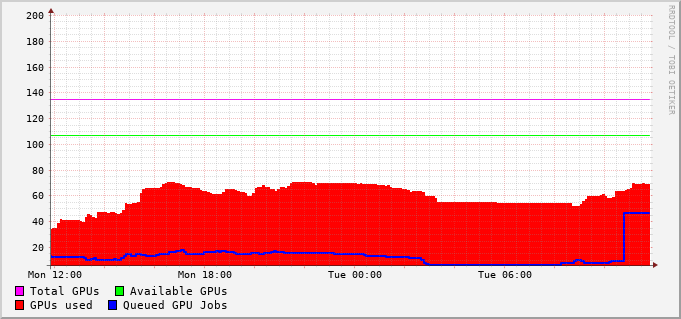 200
180
160
140
120
100
80
60
40
20
Mon 12:00 Mon 18:00 Tue 00:00 Tue 06:00
Total GPUs Available GPUs
GPUs used Queued GPU Jobs
RRDTOOL / TOBI OETIKER